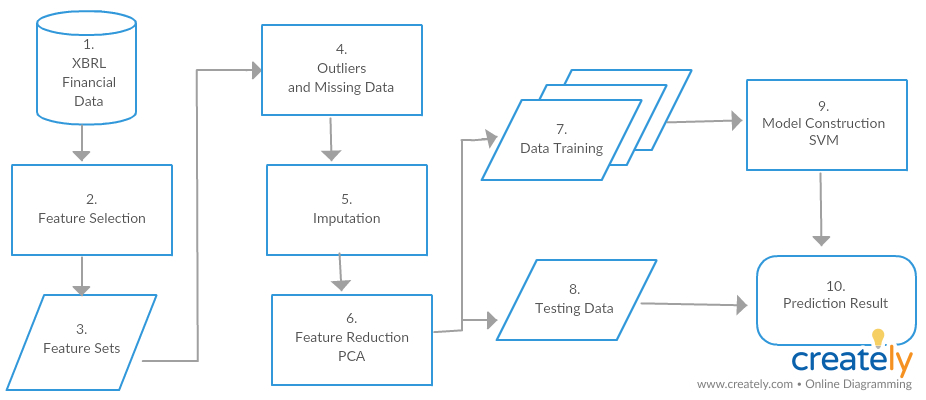 1.
XBRL
Financial
Data
2.
Feature Selection
3.
Feature Sets
4.
Outliers
and Missing Data
5.
Imputation
6.
Feature Reduction
PCA
7.
Data Training
8.
Testing Data
9.
Model Construction
SVM
10.
Prediction Result
creately
www.creately.com • Online Diagramming